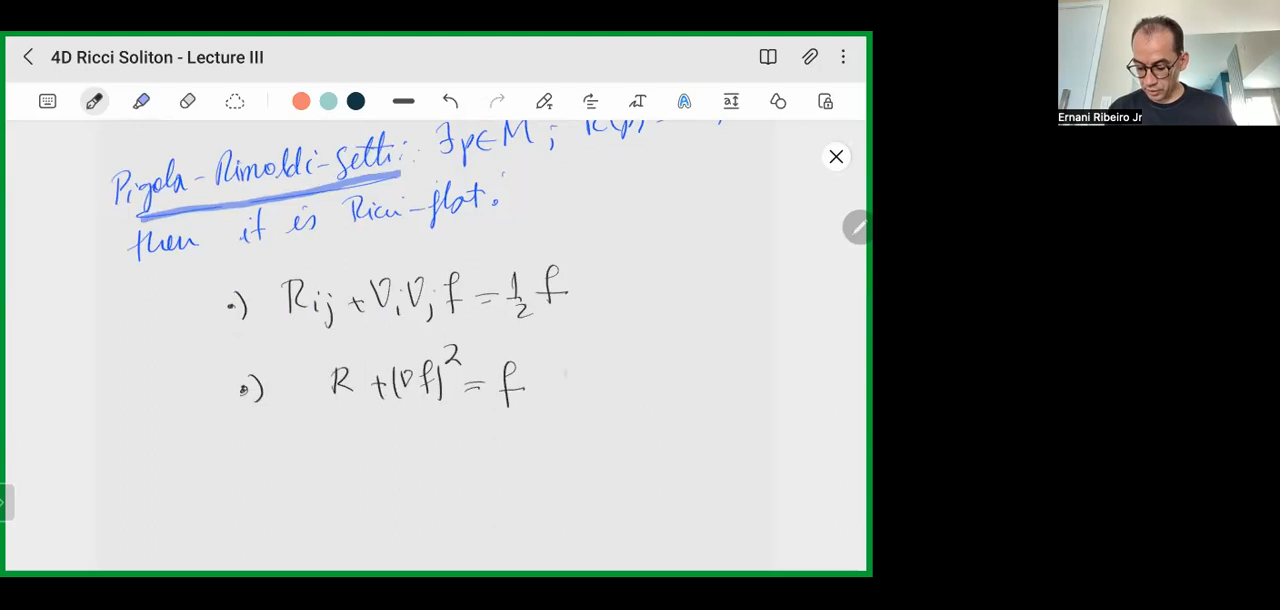 4D Ricci Soliton - Lecture III
Pigola-Rimoldi-Setti: ∃p∈M; R(p)
then it is Ricci-flat.
•) Rij + ∇i∇j f = 1/2 f
•) R + |∇f|² = f
Ernani Ribeiro Jr